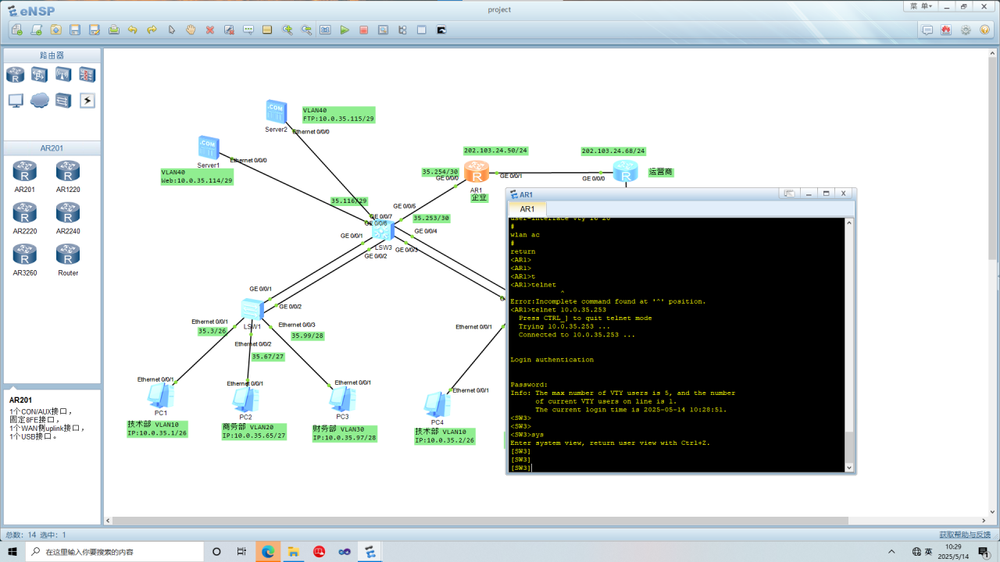 eNSP
project
菜 单
路由器
AR201
AR201
AR1220
AR2220
AR2240
AR3260
Router
AR201
1个CON/AUX接口，
固定8FE接口，
1个WAN侧uplink接口，
1个USB接口。
VLAN40
FTP:10.0.35.115/29
Server2
Ethernet 0/0/0
Server1
Ethernet 0/0/0
VLAN40
Web:10.0.35.114/29
202.103.24.50/24
202.103.24.68/24
35.254/30
GE 0/0/0
GE 0/0/1
GE 0/0/0
运营商
AR1
企业
35.116/29
GE 0/0/5
GE 0/0/7
35.253/30
GE 0/0/6
GE 0/0/4
GE 0/0/1
LSW3
GE 0/0/3
GE 0/0/2
GE 0/0/1
GE 0/0/2
Ethernet 0/0/1
LSW1
Ethernet 0/0/3
35.3/26
35.99/28
Ethernet 0/0/2
35.67/27
Ethernet 0/0/1
Ethernet 0/0/1
Ethernet 0/0/1
PC1
PC2
PC3
技术部 VLAN10
IP:10.0.35.1/26
商务部 VLAN20
IP:10.0.35.65/27
财务部 VLAN30
IP:10.0.35.97/28
Ethernet 0/0/1
Ethernet 0/0/1
PC4
技术部 VLAN10
IP:10.0.35.2/26
AR1
AR1
user-interface vty 16 20
#
wlan ac
#
return
<AR1>
<AR1>
<AR1>t
<AR1>telnet
^
Error:Incomplete command found at '^' position.
<AR1>telnet 10.0.35.253
Press CTRL_] to quit telnet mode
Trying 10.0.35.253 ...
Connected to 10.0.35.253 ...
Login authentication
Password:
Info: The max number of VTY users is 5, and the number
of current VTY users on line is 1.
The current login time is 2025-05-14 10:28:51.
<SW3>
<SW3>
<SW3>sys
Enter system view, return user view with Ctrl+Z.
[SW3]
[SW3]
[SW3]
总数: 14 选中: 1
获取帮助与反馈
在这里输入你要搜索的内容
英
10:29
2025/5/14
1